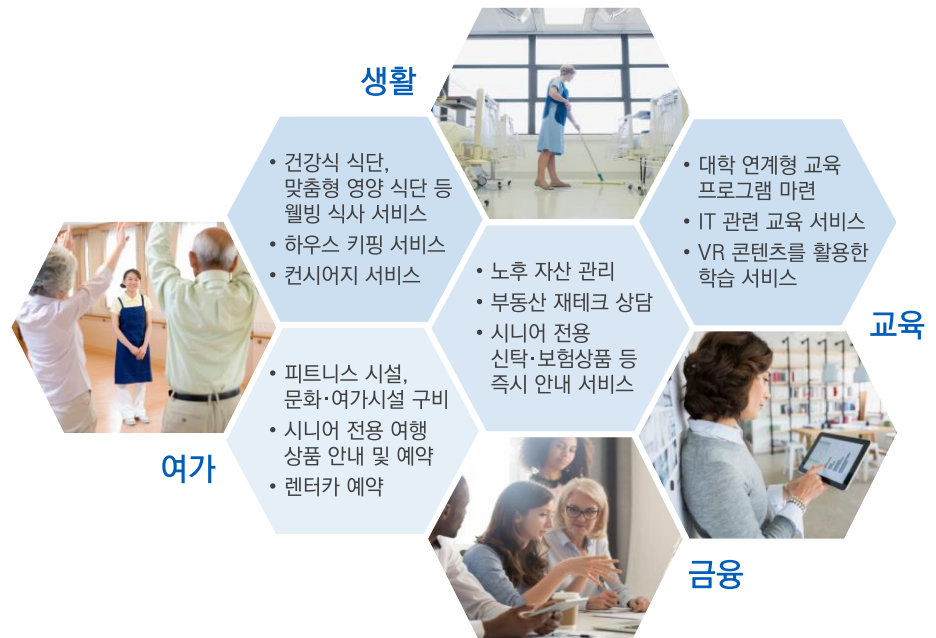 생활
• 건강식 식단,
맞춤형 영양 식단 등
웰빙 식사 서비스
• 하우스 키핑 서비스
• 컨시어지 서비스
여가
• 피트니스 시설,
문화·여가시설 구비
• 시니어 전용 여행
상품 안내 및 예약
• 렌터카 예약
• 노후 자산 관리
• 부동산 재테크 상담
• 시니어 전용
신탁·보험상품 등
즉시 안내 서비스
금융
• 대학 연계형 교육
프로그램 마련
• IT 관련 교육 서비스
• VR 콘텐츠를 활용한
학습 서비스
교육